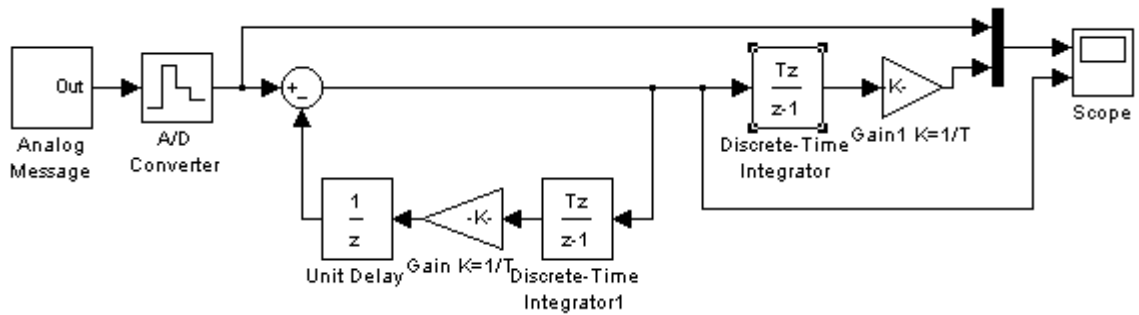 Out
Analog
Message
A/D
Converter
+
-
Tz
z-1
Discrete-Time
Integrator
K-
Gain1 K=1/T
Scope
1
z
Unit Delay
-K-
Gain K=1/T
Tz
z-1
Discrete-Time
Integrator1